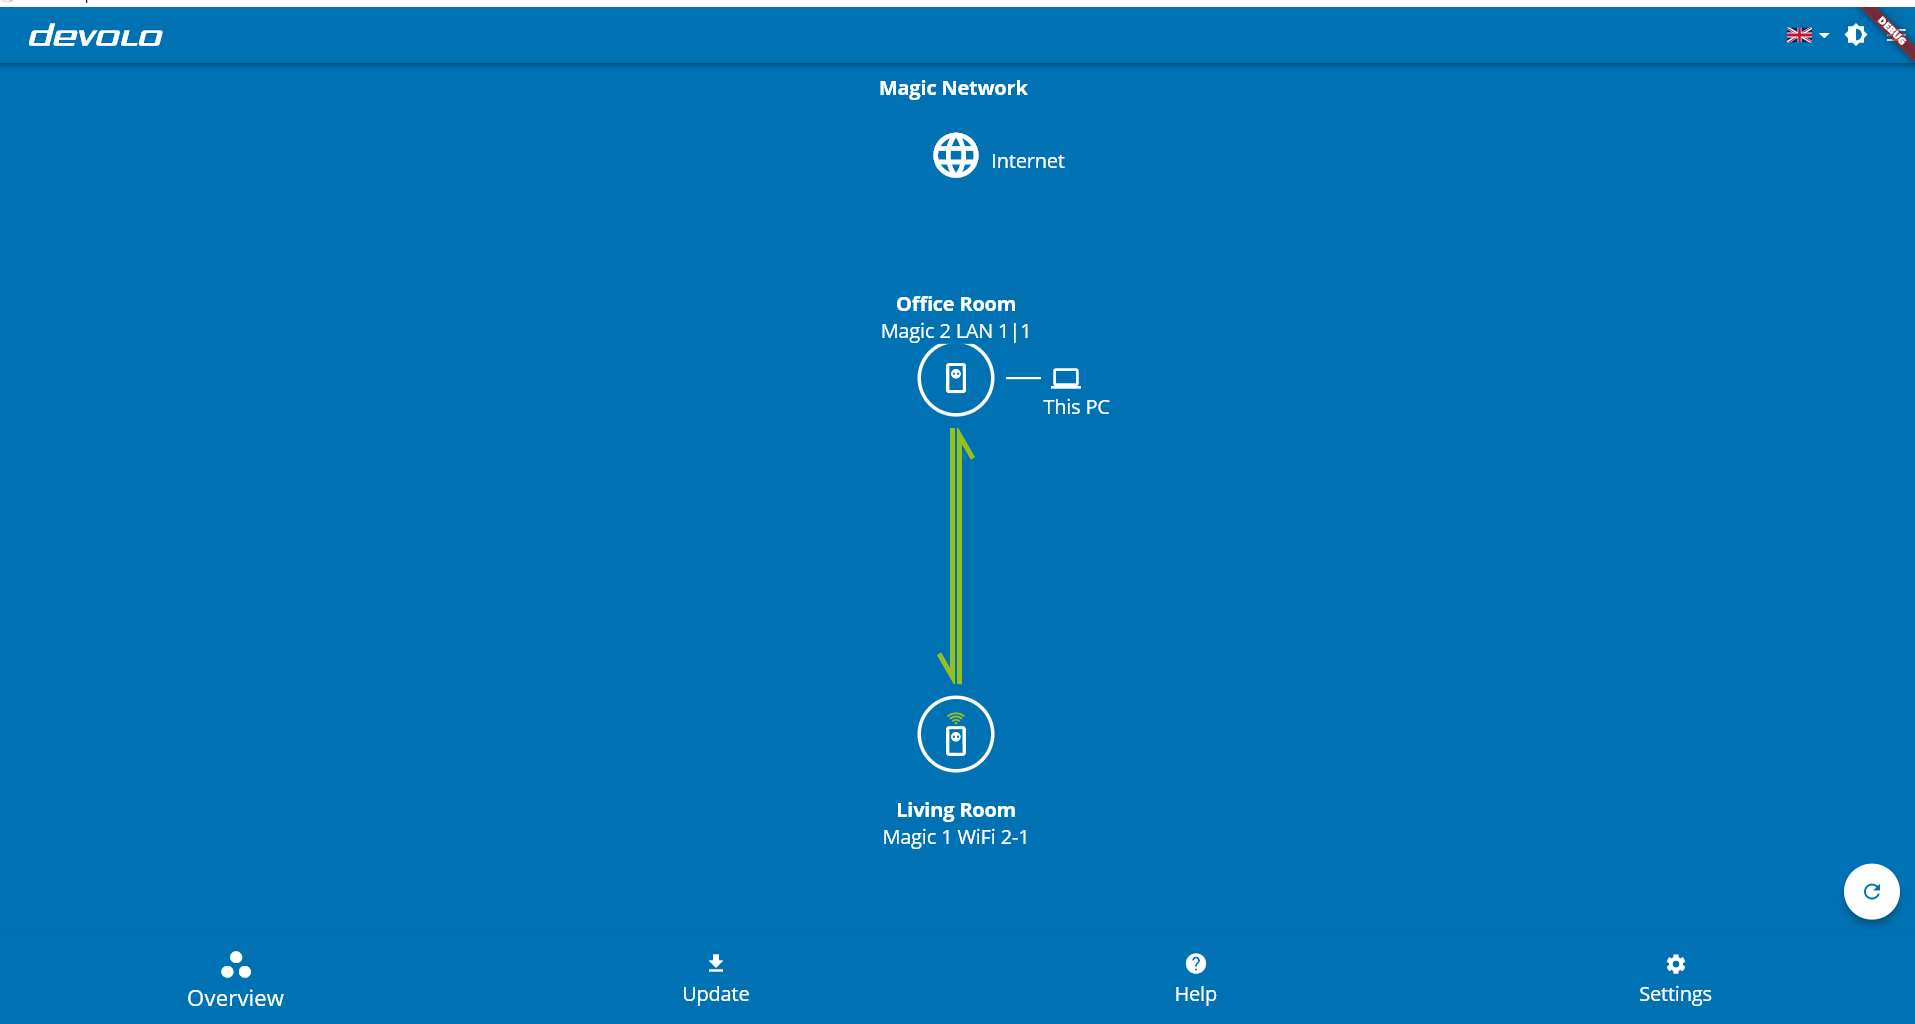 devolo
DEBUG
Magic Network
Internet
Office Room
Magic 2 LAN 1|1
This PC
Living Room
Magic 1 WiFi 2-1
Overview
Update
Help
Settings